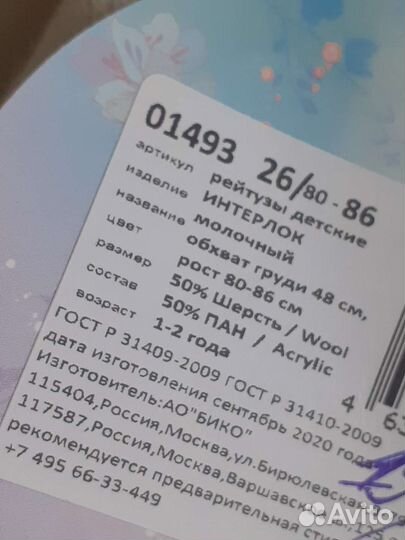 01493 26/80-86
артикул рейтузы детские
изделие ИНТЕРЛОК
название молочный
цвет обхват груди 48 см,
размер рост 80-86 см
состав 50% Шерсть / Wool
50% ПАН / Acrylic
возраст 1-2 года
ГОСТ Р 31409-2009 ГОСТ Р 31410-2009
дата изготовления сентябрь 2020 года
Изготовитель:АО"БИКО"
115404,Россия,Москва,ул.Бирюлевская
117587,Россия,Москва,Варшавское
рекомендуется предварительная
+7 495 66-33-449
4 63
Avito